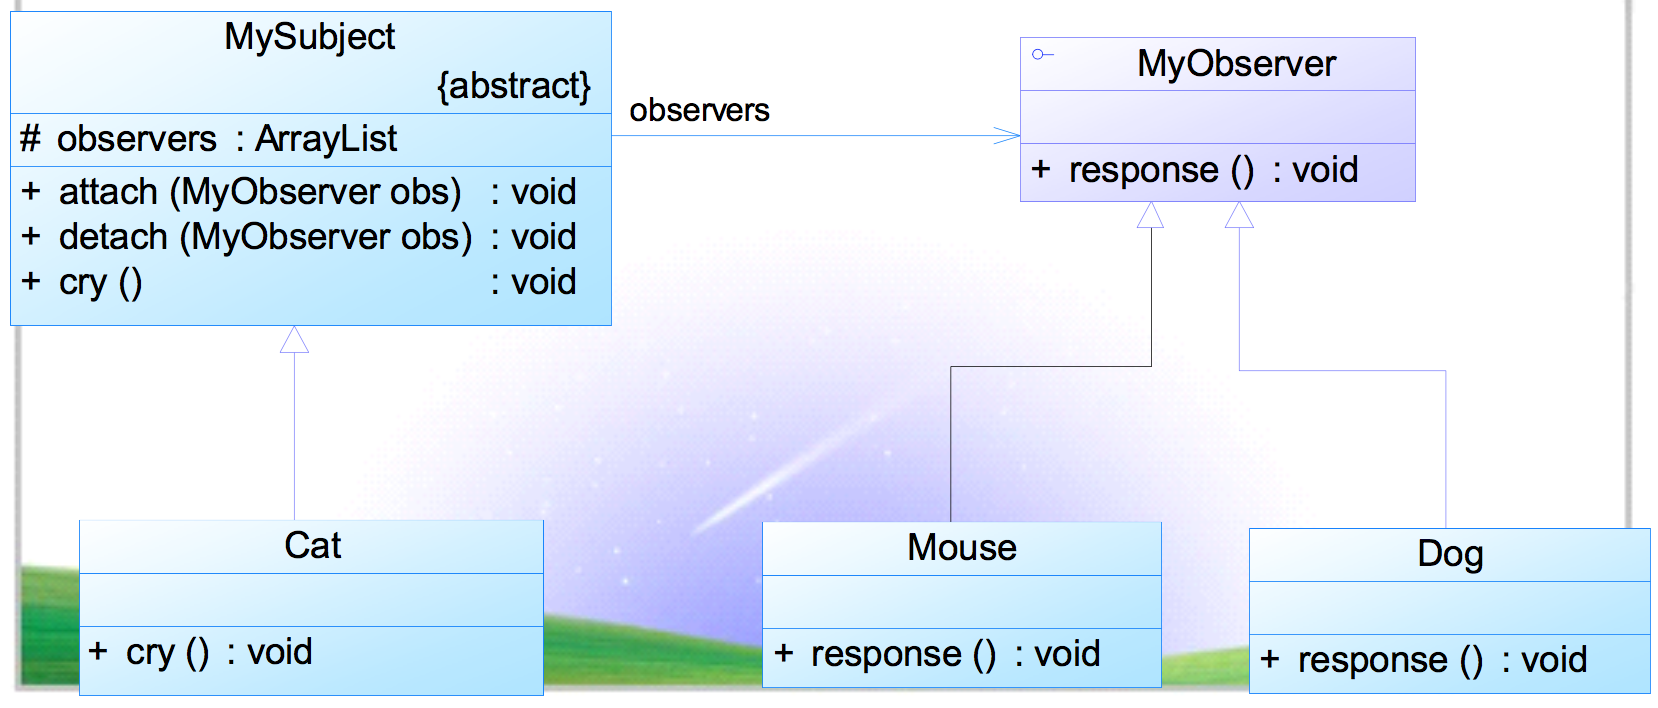 MySubject
{abstract}
# observers : ArrayList
+ attach (MyObserver obs) : void
+ detach (MyObserver obs) : void
+ cry () : void
observers
MyObserver
+ response () : void
Cat
+ cry () : void
Mouse
+ response () : void
Dog
+ response () : void